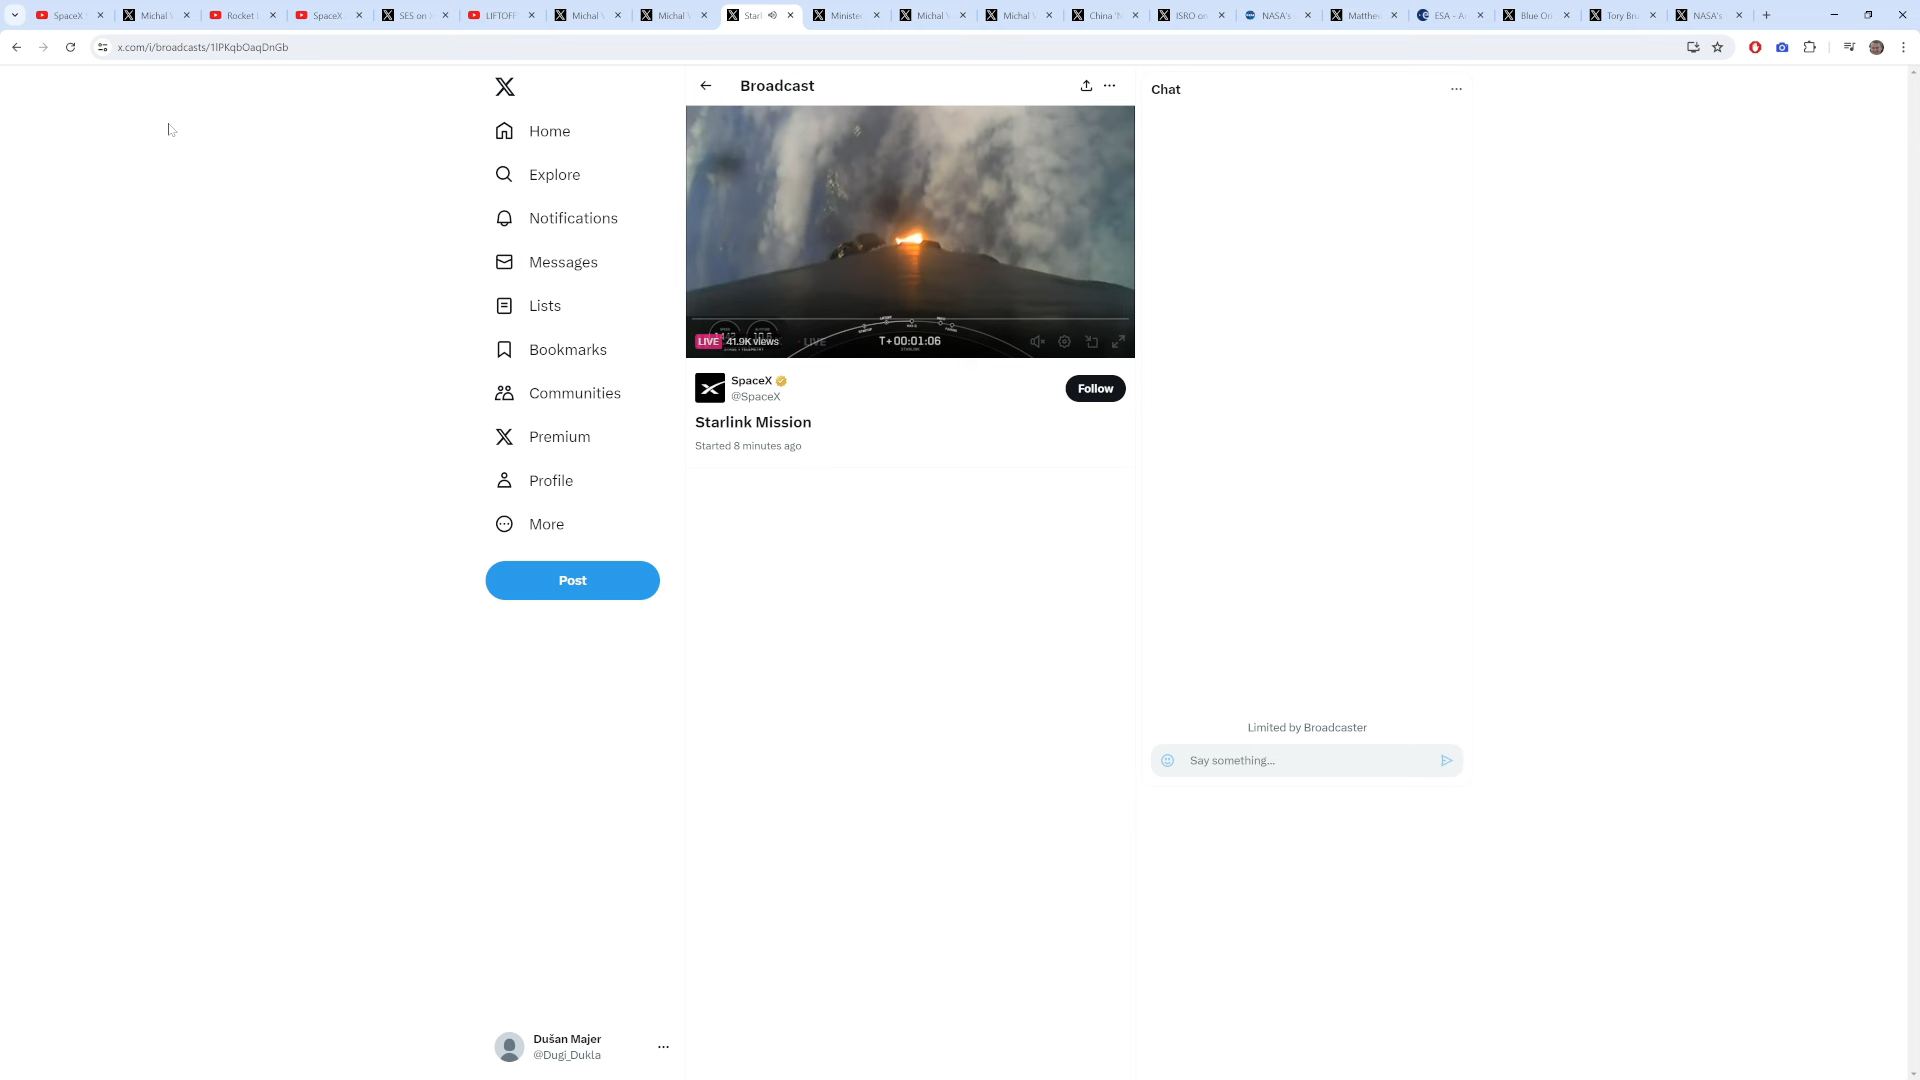 SpaceX
Michal V
Rocket L
SpaceX
SES on X
LIFTOFF
Michal V
Michal V
Starl
Ministe
Michal V
Michal V
China 'N
ISRO on
NASA's
Matthe
ESA - A
Blue Ori
Tory Bru
NASA's
x.com/i/broadcasts/1lPKqbOaqDnGb
Home
Explore
Notifications
Messages
Lists
Bookmarks
Communities
Premium
Profile
More
Post
Dušan Majer
@Dugi_Dukla
Broadcast
LIVE 41.9K views
LIVE
T+00:01:06
STARLINK
SpaceX
@SpaceX
Follow
Starlink Mission
Started 8 minutes ago
Chat
Limited by Broadcaster
Say something...